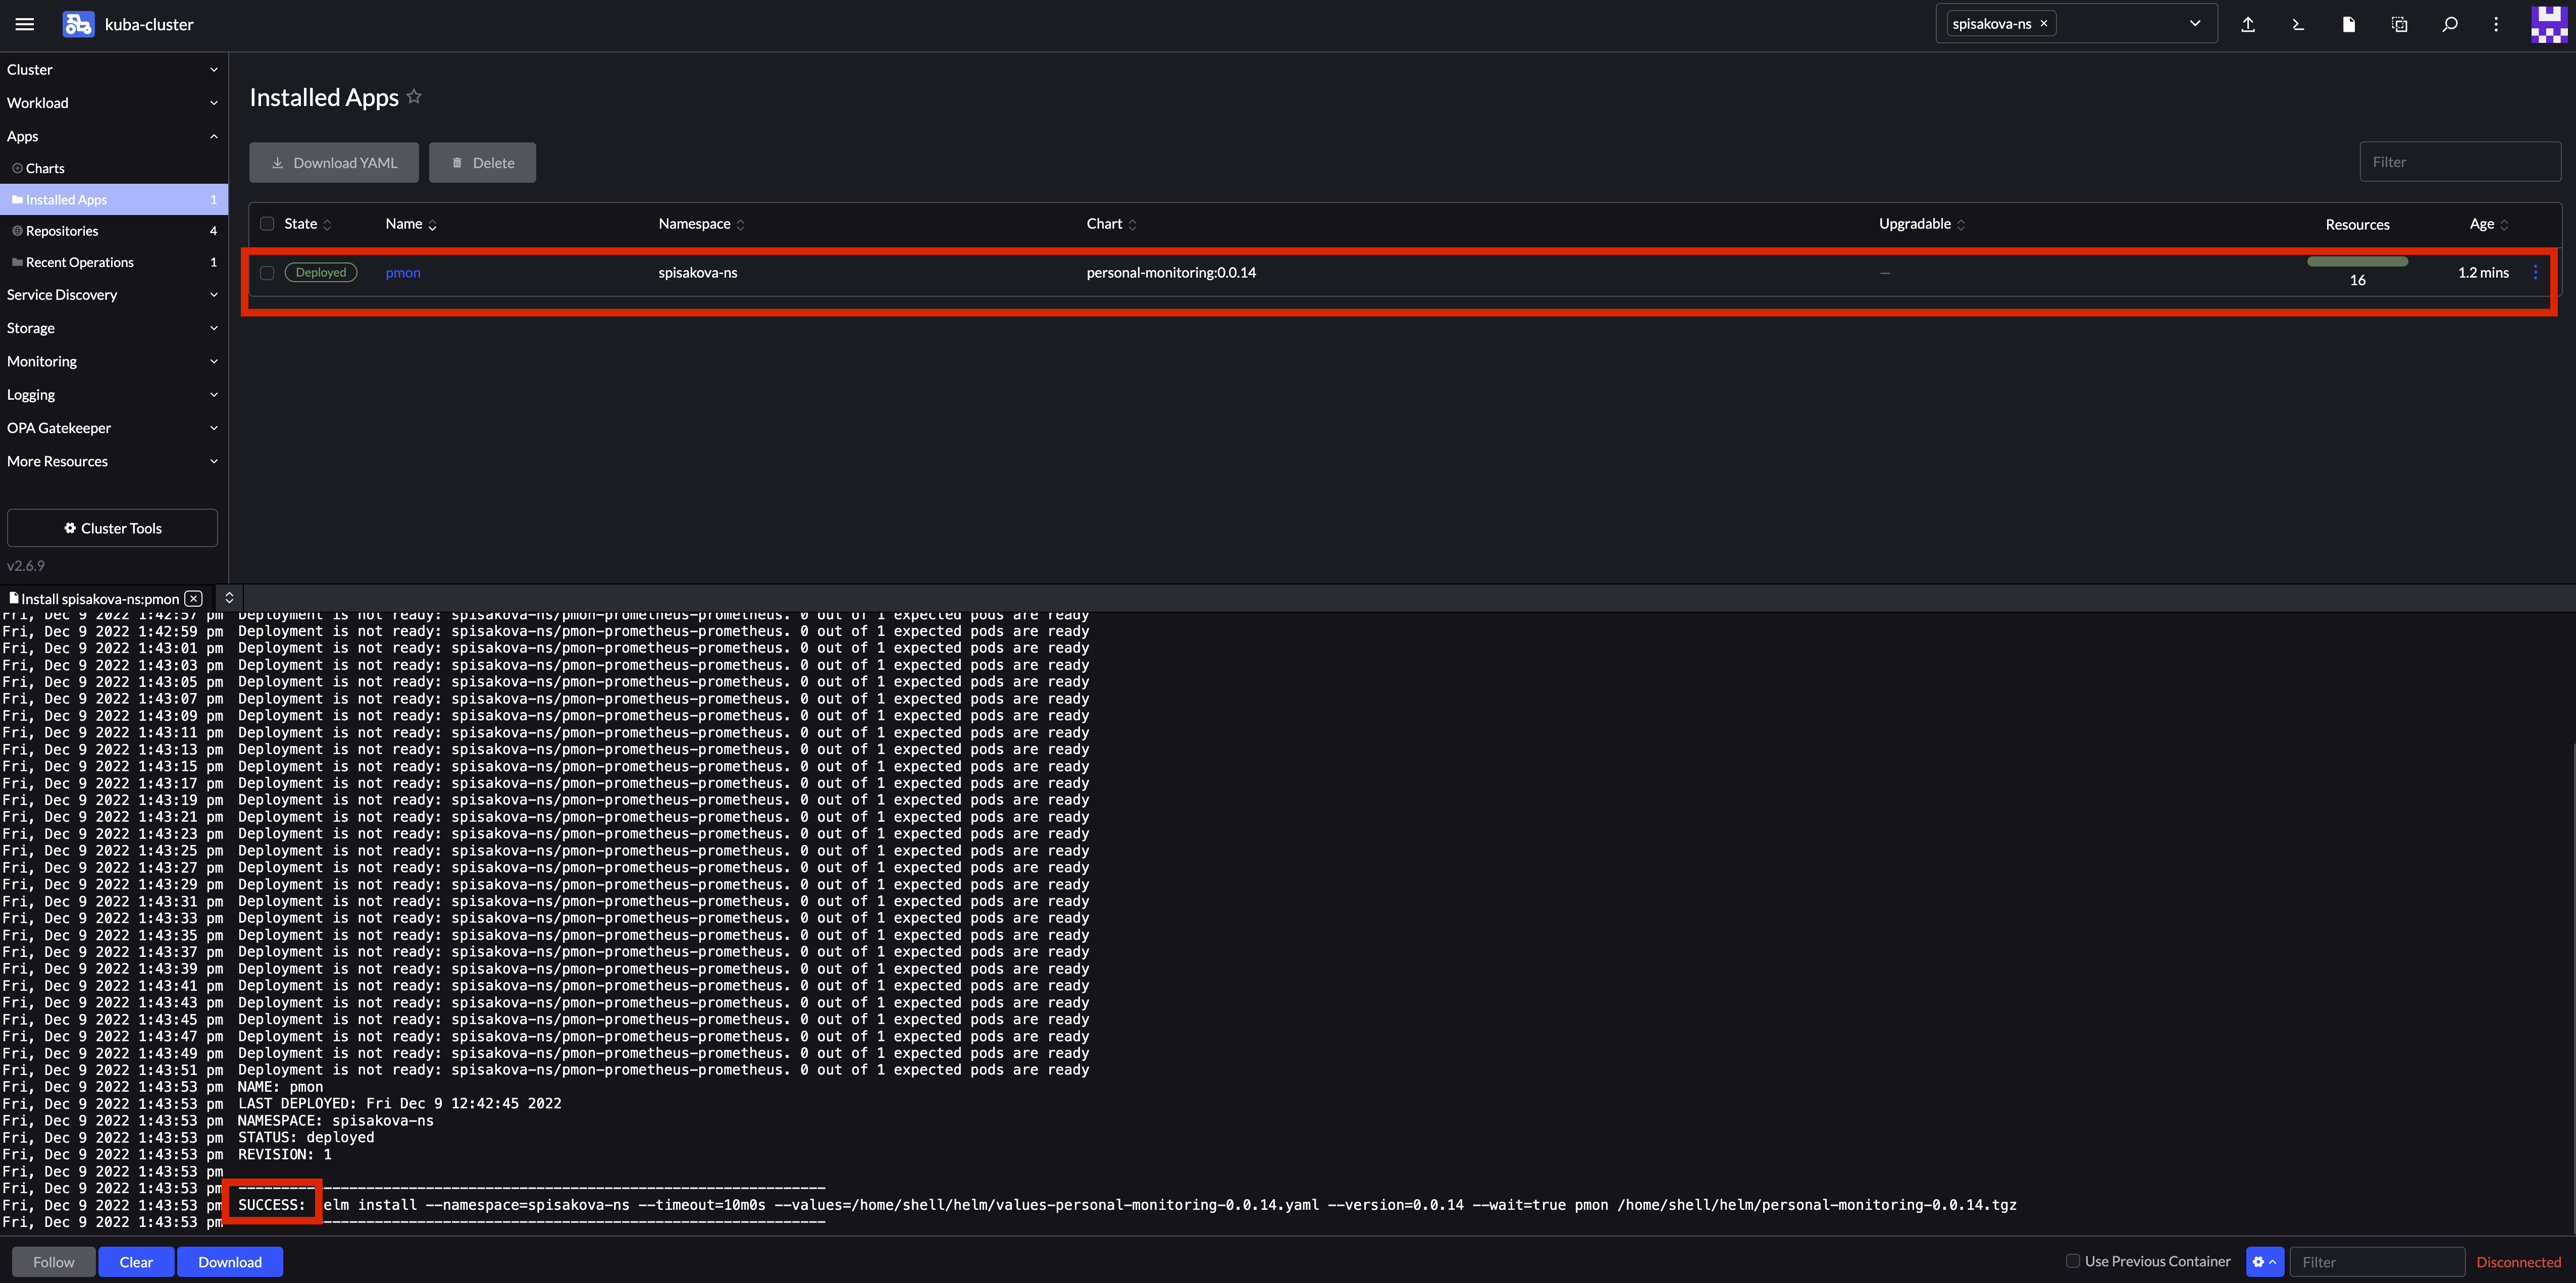 kuba-cluster
spisakova-ns ×
Cluster
Workload
Apps
Charts
Installed Apps 1
Repositories 4
Recent Operations 1
Service Discovery
Storage
Monitoring
Logging
OPA Gatekeeper
More Resources
Cluster Tools
v2.6.9
Installed Apps
Download YAML
Delete
Filter
State Name Namespace Chart Upgradable Resources Age
Deployed pmon spisakova-ns personal-monitoring:0.0.14 — 16 1.2 mins
Install spisakova-ns:pmon
Fri, Dec 9 2022 1:42:57 pm Deployment is not ready: spisakova-ns/pmon-prometheus-prometheus. 0 out of 1 expected pods are ready
Fri, Dec 9 2022 1:42:59 pm Deployment is not ready: spisakova-ns/pmon-prometheus-prometheus. 0 out of 1 expected pods are ready
Fri, Dec 9 2022 1:43:01 pm Deployment is not ready: spisakova-ns/pmon-prometheus-prometheus. 0 out of 1 expected pods are ready
Fri, Dec 9 2022 1:43:03 pm Deployment is not ready: spisakova-ns/pmon-prometheus-prometheus. 0 out of 1 expected pods are ready
Fri, Dec 9 2022 1:43:05 pm Deployment is not ready: spisakova-ns/pmon-prometheus-prometheus. 0 out of 1 expected pods are ready
Fri, Dec 9 2022 1:43:07 pm Deployment is not ready: spisakova-ns/pmon-prometheus-prometheus. 0 out of 1 expected pods are ready
Fri, Dec 9 2022 1:43:09 pm Deployment is not ready: spisakova-ns/pmon-prometheus-prometheus. 0 out of 1 expected pods are ready
Fri, Dec 9 2022 1:43:11 pm Deployment is not ready: spisakova-ns/pmon-prometheus-prometheus. 0 out of 1 expected pods are ready
Fri, Dec 9 2022 1:43:13 pm Deployment is not ready: spisakova-ns/pmon-prometheus-prometheus. 0 out of 1 expected pods are ready
Fri, Dec 9 2022 1:43:15 pm Deployment is not ready: spisakova-ns/pmon-prometheus-prometheus. 0 out of 1 expected pods are ready
Fri, Dec 9 2022 1:43:17 pm Deployment is not ready: spisakova-ns/pmon-prometheus-prometheus. 0 out of 1 expected pods are ready
Fri, Dec 9 2022 1:43:19 pm Deployment is not ready: spisakova-ns/pmon-prometheus-prometheus. 0 out of 1 expected pods are ready
Fri, Dec 9 2022 1:43:21 pm Deployment is not ready: spisakova-ns/pmon-prometheus-prometheus. 0 out of 1 expected pods are ready
Fri, Dec 9 2022 1:43:23 pm Deployment is not ready: spisakova-ns/pmon-prometheus-prometheus. 0 out of 1 expected pods are ready
Fri, Dec 9 2022 1:43:25 pm Deployment is not ready: spisakova-ns/pmon-prometheus-prometheus. 0 out of 1 expected pods are ready
Fri, Dec 9 2022 1:43:27 pm Deployment is not ready: spisakova-ns/pmon-prometheus-prometheus. 0 out of 1 expected pods are ready
Fri, Dec 9 2022 1:43:29 pm Deployment is not ready: spisakova-ns/pmon-prometheus-prometheus. 0 out of 1 expected pods are ready
Fri, Dec 9 2022 1:43:31 pm Deployment is not ready: spisakova-ns/pmon-prometheus-prometheus. 0 out of 1 expected pods are ready
Fri, Dec 9 2022 1:43:33 pm Deployment is not ready: spisakova-ns/pmon-prometheus-prometheus. 0 out of 1 expected pods are ready
Fri, Dec 9 2022 1:43:35 pm Deployment is not ready: spisakova-ns/pmon-prometheus-prometheus. 0 out of 1 expected pods are ready
Fri, Dec 9 2022 1:43:37 pm Deployment is not ready: spisakova-ns/pmon-prometheus-prometheus. 0 out of 1 expected pods are ready
Fri, Dec 9 2022 1:43:39 pm Deployment is not ready: spisakova-ns/pmon-prometheus-prometheus. 0 out of 1 expected pods are ready
Fri, Dec 9 2022 1:43:41 pm Deployment is not ready: spisakova-ns/pmon-prometheus-prometheus. 0 out of 1 expected pods are ready
Fri, Dec 9 2022 1:43:43 pm Deployment is not ready: spisakova-ns/pmon-prometheus-prometheus. 0 out of 1 expected pods are ready
Fri, Dec 9 2022 1:43:45 pm Deployment is not ready: spisakova-ns/pmon-prometheus-prometheus. 0 out of 1 expected pods are ready
Fri, Dec 9 2022 1:43:47 pm Deployment is not ready: spisakova-ns/pmon-prometheus-prometheus. 0 out of 1 expected pods are ready
Fri, Dec 9 2022 1:43:49 pm Deployment is not ready: spisakova-ns/pmon-prometheus-prometheus. 0 out of 1 expected pods are ready
Fri, Dec 9 2022 1:43:51 pm Deployment is not ready: spisakova-ns/pmon-prometheus-prometheus. 0 out of 1 expected pods are ready
Fri, Dec 9 2022 1:43:53 pm NAME: pmon
Fri, Dec 9 2022 1:43:53 pm LAST DEPLOYED: Fri Dec 9 12:42:45 2022
Fri, Dec 9 2022 1:43:53 pm NAMESPACE: spisakova-ns
Fri, Dec 9 2022 1:43:53 pm STATUS: deployed
Fri, Dec 9 2022 1:43:53 pm REVISION: 1
Fri, Dec 9 2022 1:43:53 pm
Fri, Dec 9 2022 1:43:53 pm
Fri, Dec 9 2022 1:43:53 pm SUCCESS: elm install --namespace=spisakova-ns --timeout=10m0s --values=/home/shell/helm/values-personal-monitoring-0.0.14.yaml --version=0.0.14 --wait=true pmon /home/shell/helm/personal-monitoring-0.0.14.tgz
Fri, Dec 9 2022 1:43:53 pm
Follow
Clear
Download
Use Previous Container
Filter
Disconnected